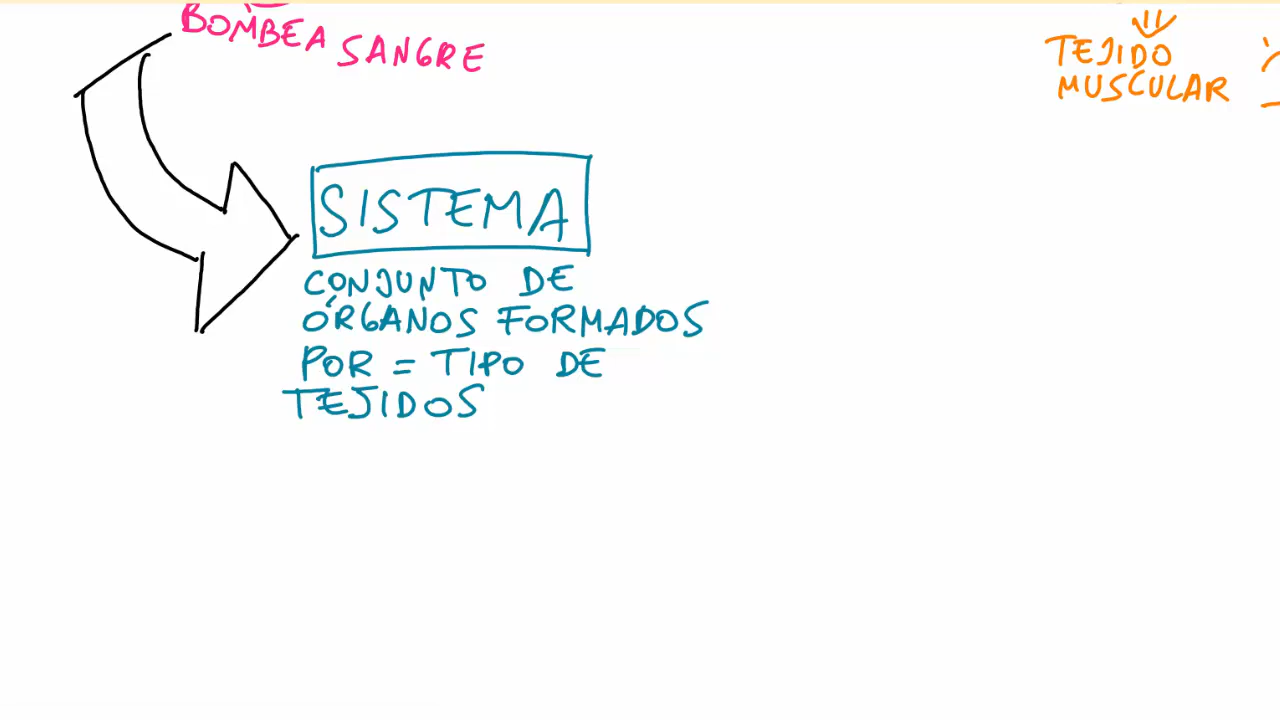 BOMBEA SANGRE
TEJIDO
MUSCULAR
SISTEMA
CONJUNTO DE
ÓRGANOS FORMADOS
POR = TIPO DE
TEJIDOS